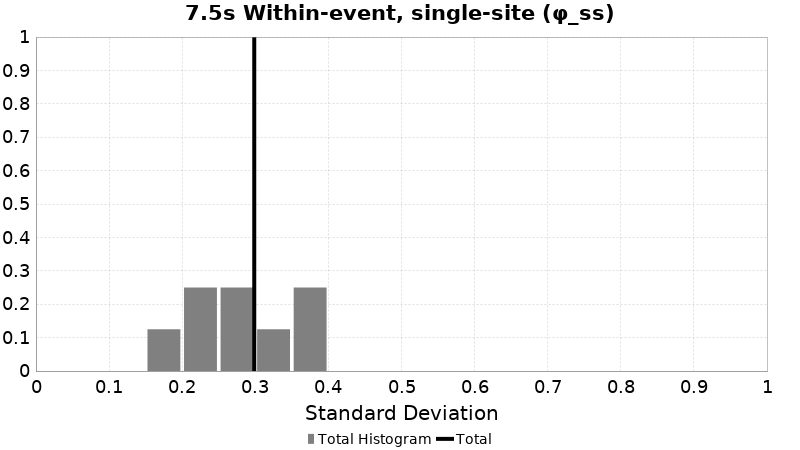 7.5s Within-event, single-site (φ_ss)
1
0.9
0.8
0.7
0.6
0.5
0.4
0.3
0.2
0.1
0
0 0.1 0.2 0.3 0.4 0.5 0.6 0.7 0.8 0.9 1
Standard Deviation
Total Histogram Total